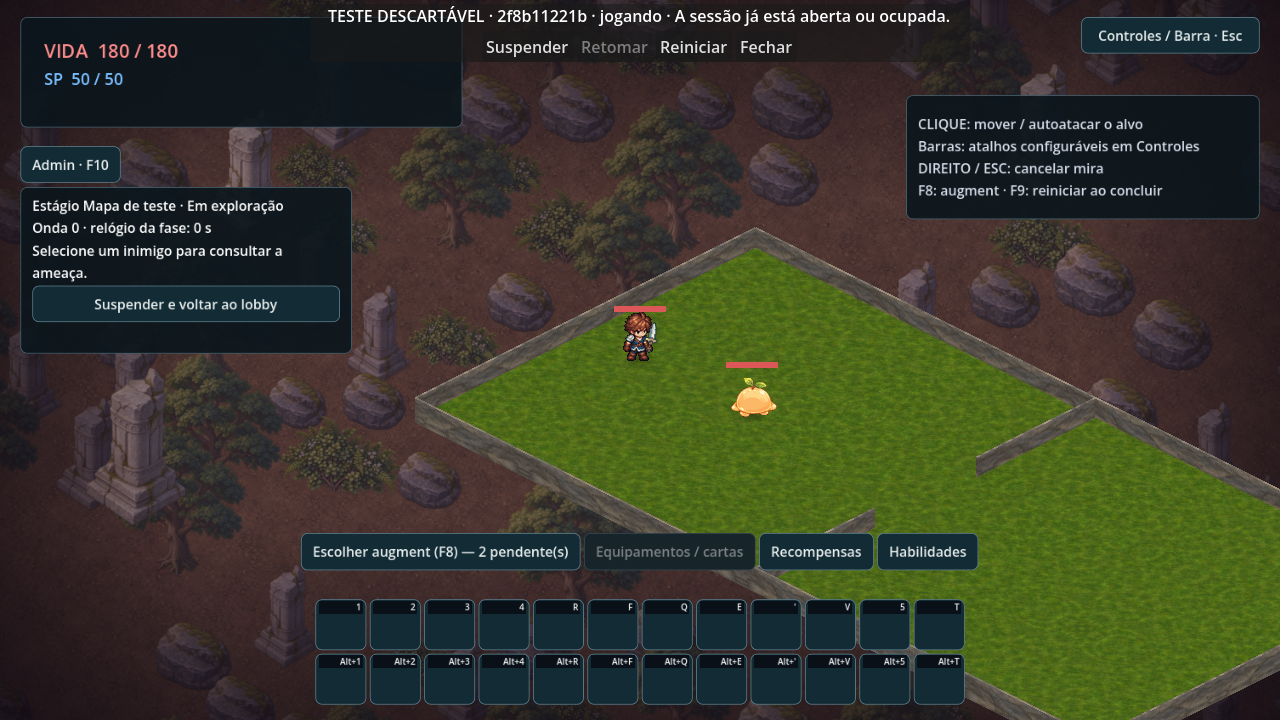 TESTE DESCARTÁVEL · 2f8b11221b · jogando · A sessão já está aberta ou ocupada.
Suspender Retomar Reiniciar Fechar
VIDA 180 / 180
SP 50 / 50
Controles / Barra · Esc
CLIQUE: mover / autoatacar o alvo
Barras: atalhos configuráveis em Controles
DIREITO / ESC: cancelar mira
F8: augment · F9: reiniciar ao concluir
Admin · F10
Estágio Mapa de teste · Em exploração
Onda 0 · relógio da fase: 0 s
Selecione um inimigo para consultar a
ameaça.
Suspender e voltar ao lobby
Escolher augment (F8) — 2 pendente(s) Equipamentos / cartas Recompensas Habilidades
1 2 3 4 R F Q E ' V 5 T
Alt+1 Alt+2 Alt+3 Alt+4 Alt+R Alt+F Alt+Q Alt+E Alt+' Alt+V Alt+5 Alt+T